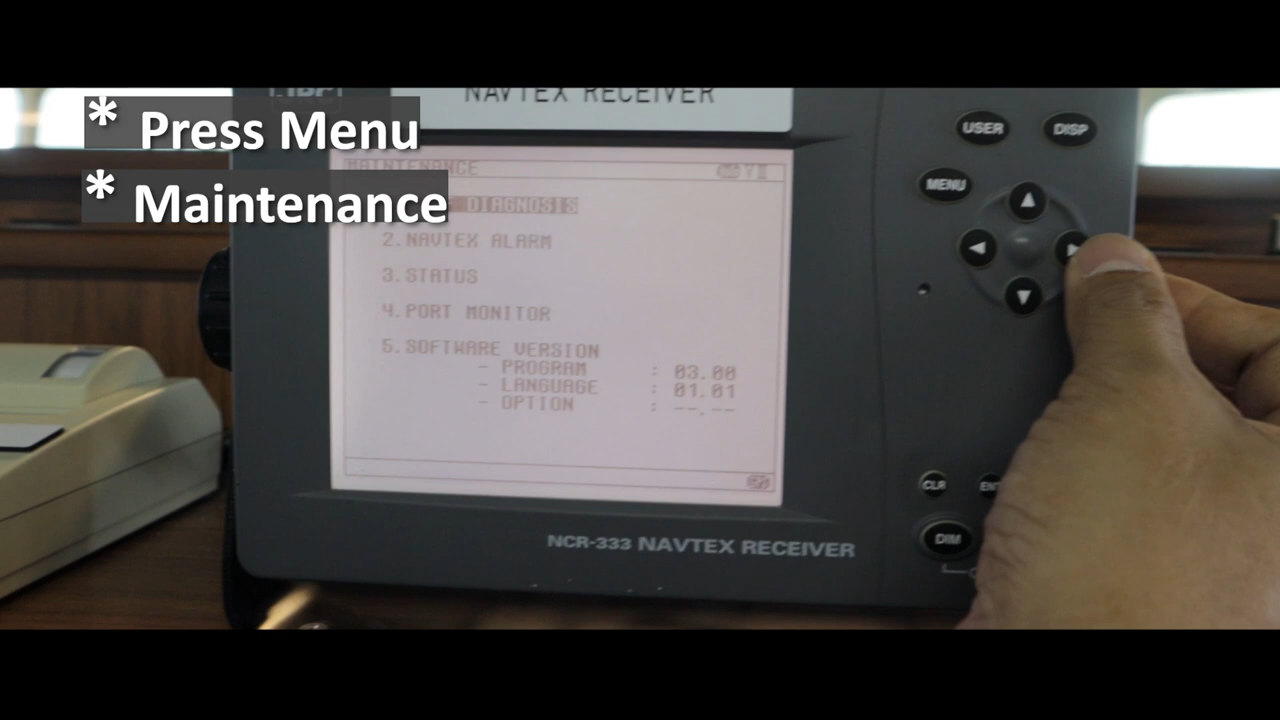 * Press Menu
* Maintenance
JRC
NAVTEX RECEIVER
MAINTENANCE
DIAGNOSIS
2.NAVTEX ALARM
3.STATUS
4.PORT MONITOR
5.SOFTWARE VERSION
- PROGRAM : 03.00
- LANGUAGE : 01.01
- OPTION : --.--
USER
DISP
MENU
CLR
DIM
NCR-333 NAVTEX RECEIVER